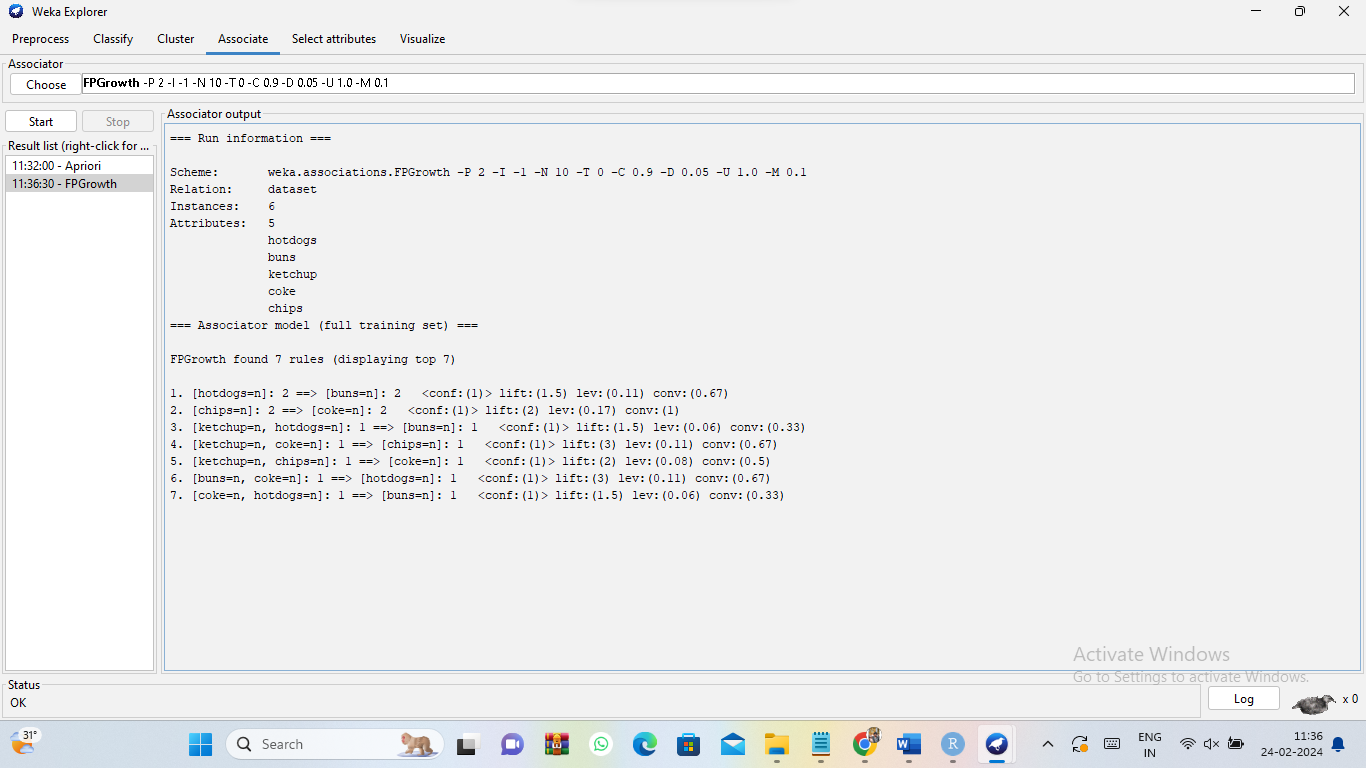 Weka Explorer
Preprocess Classify Cluster Associate Select attributes Visualize
Associator
Choose FPGrowth -P 2 -I -1 -N 10 -T 0 -C 0.9 -D 0.05 -U 1.0 -M 0.1
Start Stop
Result list (right-click for ...
11:32:00 - Apriori
11:36:30 - FPGrowth
Associator output
=== Run information ===
Scheme: weka.associations.FPGrowth -P 2 -I -1 -N 10 -T 0 -C 0.9 -D 0.05 -U 1.0 -M 0.1
Relation: dataset
Instances: 6
Attributes: 5
hotdogs
buns
ketchup
coke
chips
=== Associator model (full training set) ===
FPGrowth found 7 rules (displaying top 7)
1. [hotdogs=n]: 2 ==> [buns=n]: 2 <conf:(1)> lift:(1.5) lev:(0.11) conv:(0.67)
2. [chips=n]: 2 ==> [coke=n]: 2 <conf:(1)> lift:(2) lev:(0.17) conv:(1)
3. [ketchup=n, hotdogs=n]: 1 ==> [buns=n]: 1 <conf:(1)> lift:(1.5) lev:(0.06) conv:(0.33)
4. [ketchup=n, coke=n]: 1 ==> [chips=n]: 1 <conf:(1)> lift:(3) lev:(0.11) conv:(0.67)
5. [ketchup=n, chips=n]: 1 ==> [coke=n]: 1 <conf:(1)> lift:(2) lev:(0.08) conv:(0.5)
6. [buns=n, coke=n]: 1 ==> [hotdogs=n]: 1 <conf:(1)> lift:(3) lev:(0.11) conv:(0.67)
7. [coke=n, hotdogs=n]: 1 ==> [buns=n]: 1 <conf:(1)> lift:(1.5) lev:(0.06) conv:(0.33)
Activate Windows
Go to Settings to activate Windows.
Status
OK
Log x 0
31°
Search
R
ENG
IN
11:36
24-02-2024